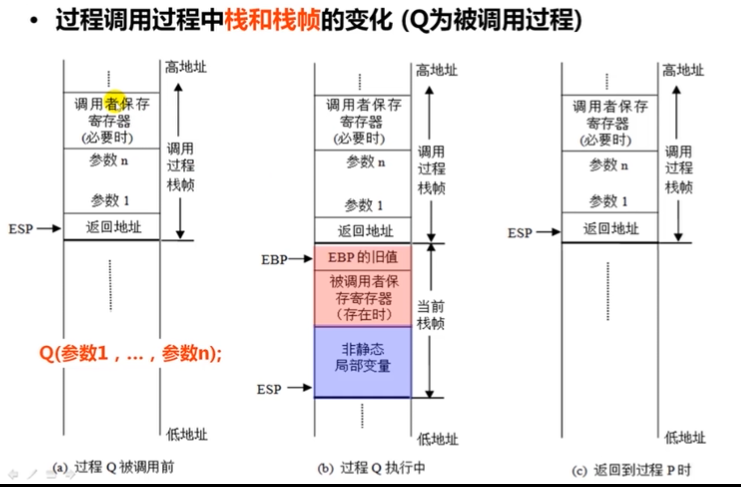 • 过程调用过程中栈和栈帧的变化 (Q为被调用过程)
高地址
调用者保存
寄存器
(必要时)
参数 n
参数 1
返回地址
调用
过程
栈帧
ESP
Q(参数1，…，参数n);
低地址
(a) 过程 Q 被调用前
高地址
调用者保存
寄存器
(必要时)
参数 n
参数 1
返回地址
调用
过程
栈帧
EBP
EBP 的旧值
被调用者保
存寄存器
（存在时）
当前
栈帧
非静态
局部变量
ESP
低地址
(b) 过程 Q 执行中
高地址
调用者保存
寄存器
(必要时)
参数 n
参数 1
返回地址
调用
过程
栈帧
ESP
低地址
(c) 返回到过程 P 时